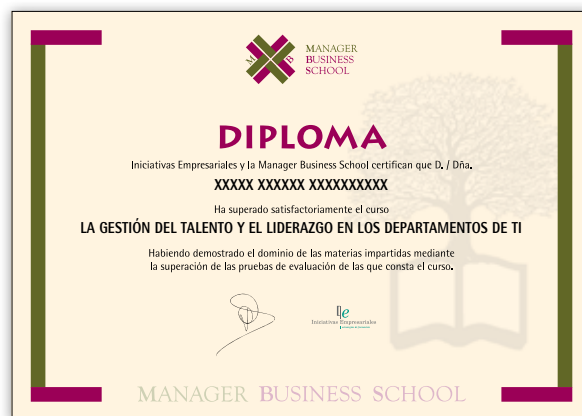 M B
MANAGER
BUSINESS
SCHOOL
DIPLOMA
Iniciativas Empresariales y la Manager Business School certifican que D. / Dña.
XXXXX XXXXXX XXXXXXXXXX
Ha superado satisfactoriamente el curso
LA GESTIÓN DEL TALENTO Y EL LIDERAZGO EN LOS DEPARTAMENTOS DE TI
Habiendo demostrado el dominio de las materias impartidas mediante
la superación de las pruebas de evaluación de las que consta el curso.
Iniciativas Empresariales
MANAGER BUSINESS SCHOOL